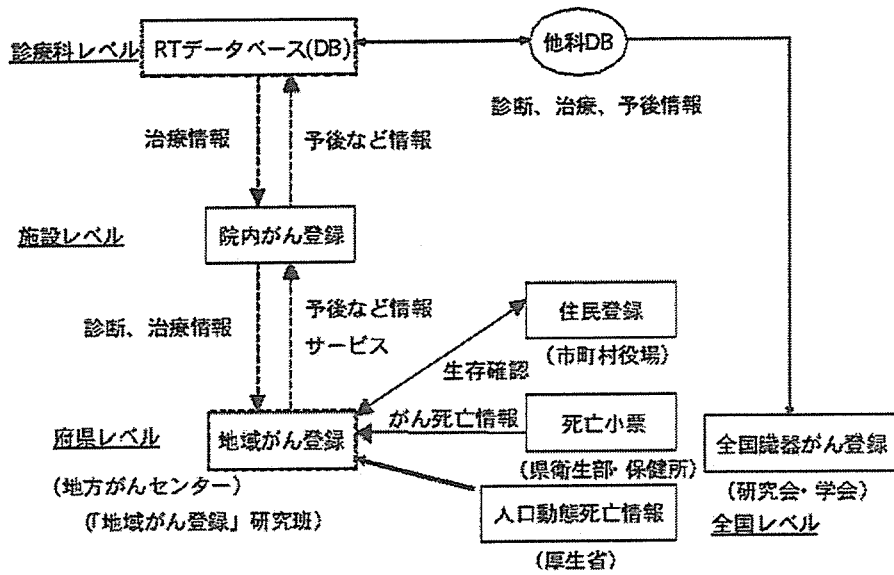 診療科レベル
RTデータベース(DB)
他科DB
診断、治療、予後情報
治療情報
予後など情報
施設レベル
院内がん登録
診断、治療情報
予後など情報
サービス
住民登録
(市町村役場)
生存確認
府県レベル
地域がん登録
がん死亡情報
死亡小票
(県衛生部・保健所)
全国臓器がん登録
(研究会・学会)
全国レベル
(地方がんセンター)
(「地域がん登録」研究班)
人口動態死亡情報
(厚生省)